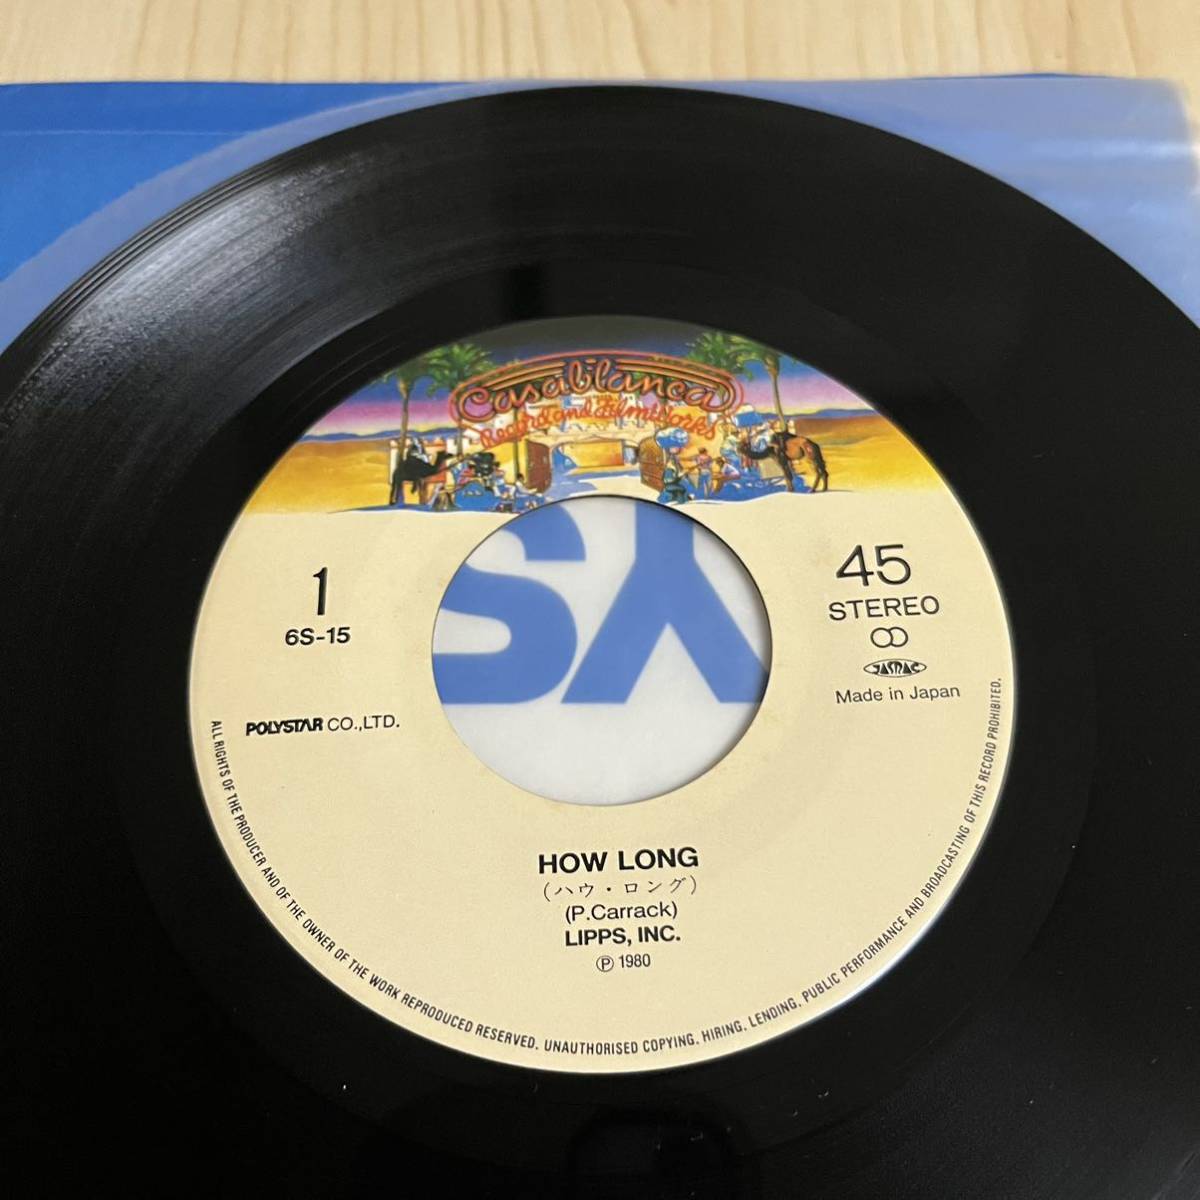 Casablanca
Record and FilmWorks
1
6S-15
45
STEREO
JASRAC
Made in Japan
POLYSTAR CO.,LTD.
SY
HOW LONG
(ハウ・ロング)
(P.Carrack)
LIPPS, INC.
Ⓟ 1980
ALL RIGHTS OF THE PRODUCER AND OF THE OWNER OF THE WORK REPRODUCED RESERVED. UNAUTHORISED COPYING, HIRING, LENDING, PUBLIC PERFORMANCE AND BROADCASTING OF THIS RECORD PROHIBITED.